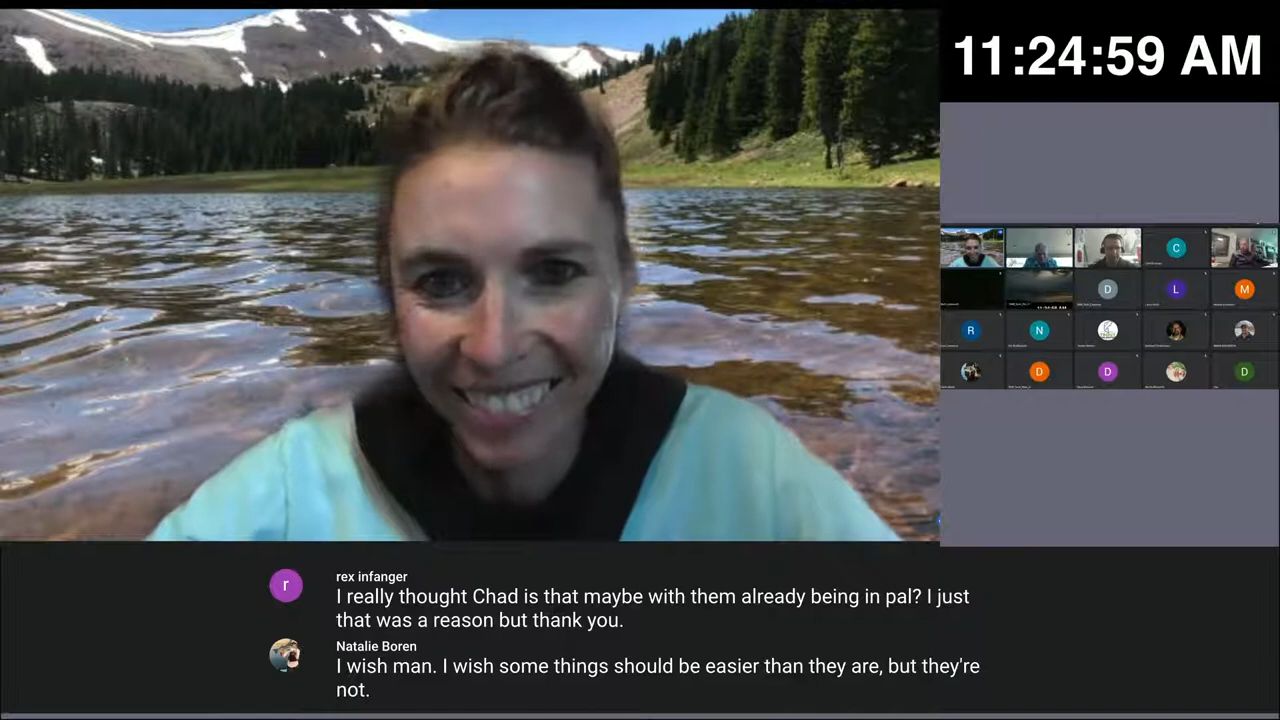 11:24:59 AM
C
D
L
M
R
N
D
D
D
rex infanger
r
I really thought Chad is that maybe with them already being in pal? I just
that was a reason but thank you.
Natalie Boren
I wish man. I wish some things should be easier than they are, but they're
not.